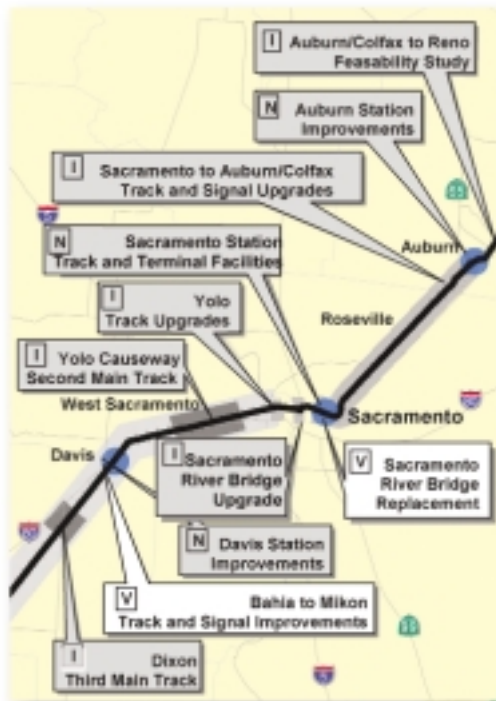 I Auburn/Colfax to Reno
Feasability Study
N Auburn Station
Improvements
I Sacramento to Auburn/Colfax
Track and Signal Upgrades
Auburn
N Sacramento Station
Track and Terminal Facilities
I Yolo
Track Upgrades
Roseville
I Yolo Causeway
Second Main Track
West Sacramento
Sacramento
Davis
I Sacramento
River Bridge
Upgrade
V Sacramento
River Bridge
Replacement
N Davis Station
Improvements
V Bahia to Mikon
Track and Signal Improvements
I Dixon
Third Main Track